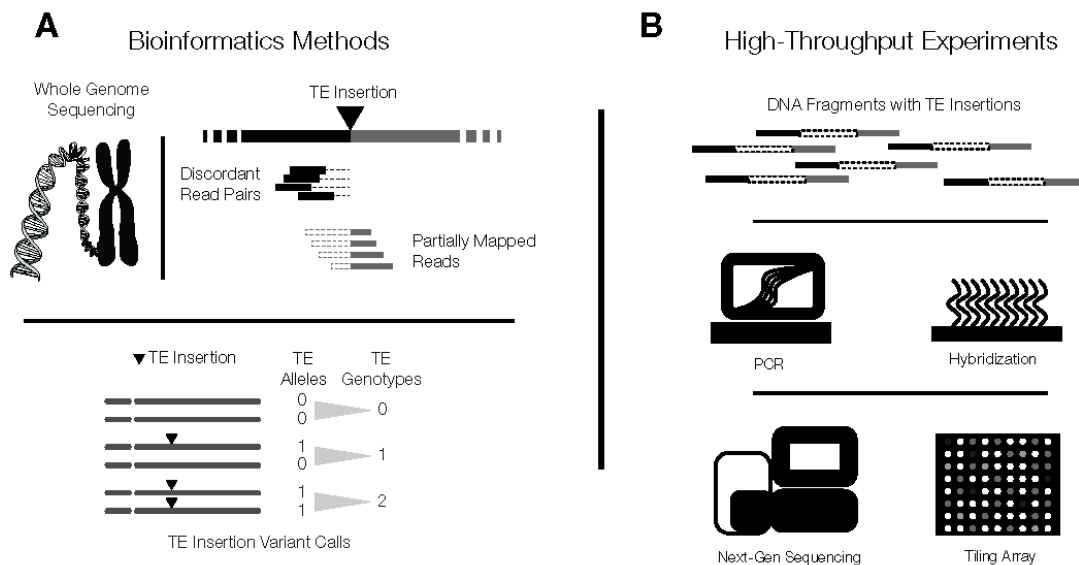 A
Bioinformatics Methods
Whole Genome
Sequencing
TE Insertion
Discordant
Read Pairs
Partially Mapped
Reads
TE Insertion
TE
Alleles
TE
Genotypes
0
0
0
1
0
1
1
1
2
TE Insertion Variant Calls
B
High-Throughput Experiments
DNA Fragments with TE Insertions
PCR
Hybridization
Next-Gen Sequencing
Tiling Array